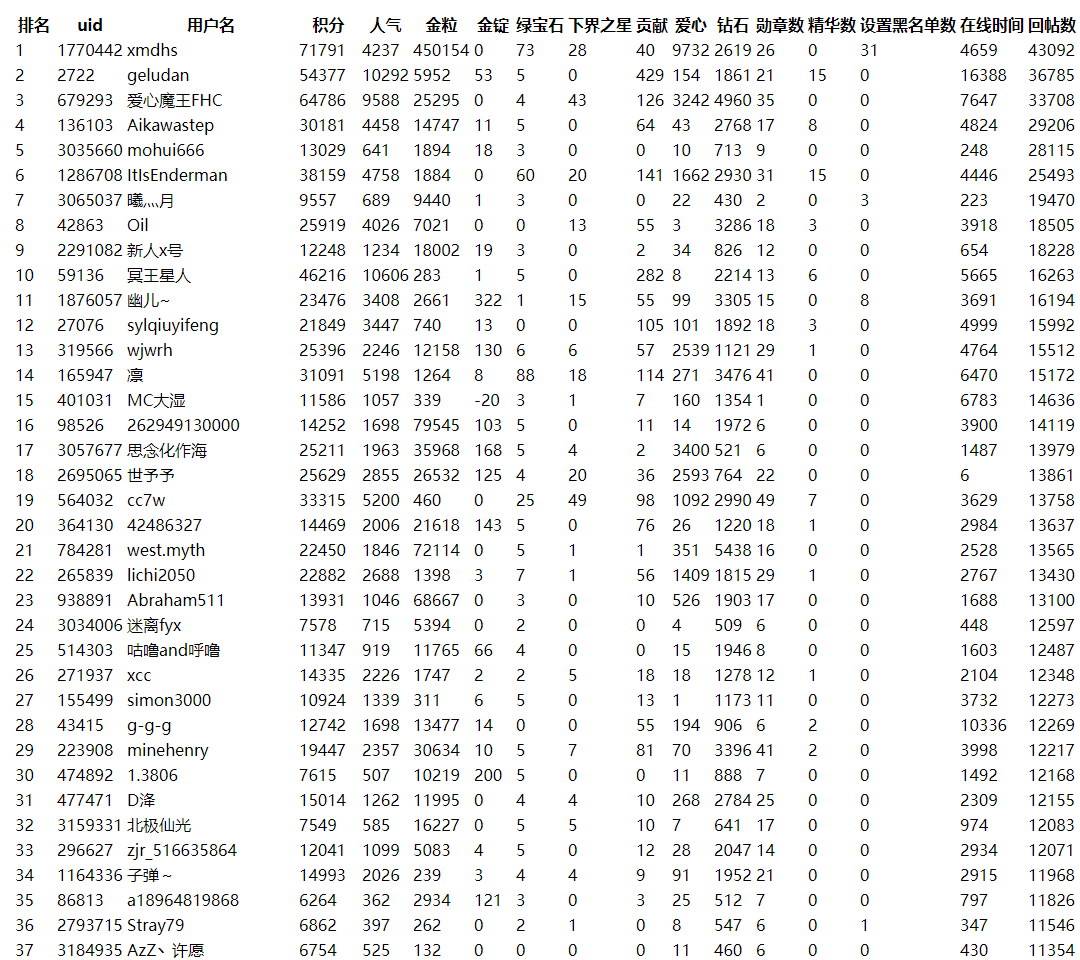 排名 uid 用户名 积分 人气 金粒 金锭 绿宝石 下界之星 贡献 爱心 钻石 勋章数 精华数 设置黑名单数 在线时间 回帖数
1 1770442 xmdhs 71791 4237 450154 0 73 28 40 9732 2619 26 0 31 4659 43092
2 2722 geludan 54377 10292 5952 53 5 0 429 154 1861 21 15 0 16388 36785
3 679293 爱心魔王FHC 64786 9588 25295 0 4 43 126 3242 4960 35 0 0 7647 33708
4 136103 Aikawastep 30181 4458 14747 11 5 0 64 43 2768 17 8 0 4824 29206
5 3035660 mohui666 13029 641 1894 18 3 0 0 10 713 9 0 0 248 28115
6 1286708 ItIsEnderman 38159 4758 1884 0 60 20 141 1662 2930 31 15 0 4446 25493
7 3065037 曦灬月 9557 689 9440 1 3 0 0 22 430 2 0 3 223 19470
8 42863 Oil 25919 4026 7021 0 0 13 55 3 3286 18 3 0 3918 18505
9 2291082 新人x号 12248 1234 18002 19 3 0 2 34 826 12 0 0 654 18228
10 59136 冥王星人 46216 10606 283 1 5 0 282 8 2214 13 6 0 5665 16263
11 1876057 幽儿~ 23476 3408 2661 322 1 15 55 99 3305 15 0 8 3691 16194
12 27076 sylqiuyifeng 21849 3447 740 13 0 0 105 101 1892 18 3 0 4999 15992
13 319566 wjwrh 25396 2246 12158 130 6 6 57 2539 1121 29 1 0 4764 15512
14 165947 凛 31091 5198 1264 8 88 18 114 271 3476 41 0 0 6470 15172
15 401031 MC大湿 11586 1057 339 -20 3 1 7 160 1354 1 0 0 6783 14636
16 98526 262949130000 14252 1698 79545 103 5 0 11 14 1972 6 0 0 3900 14119
17 3057677 思念化作海 25211 1963 35968 168 5 4 2 3400 521 6 0 0 1487 13979
18 2695065 世予予 25629 2855 26532 125 4 20 36 2593 764 22 0 0 6 13861
19 564032 cc7w 33315 5200 460 0 25 49 98 1092 2990 49 7 0 3629 13758
20 364130 42486327 14469 2006 21618 143 5 0 76 26 1220 18 1 0 2984 13637
21 784281 west.myth 22450 1846 72114 0 5 1 1 351 5438 16 0 0 2528 13565
22 265839 lichi2050 22882 2688 1398 3 7 1 56 1409 1815 29 1 0 2767 13430
23 938891 Abraham511 13931 1046 68667 0 3 0 10 526 1903 17 0 0 1688 13100
24 3034006 迷离fyx 7578 715 5394 0 2 0 0 4 509 6 0 0 448 12597
25 514303 咕噜and呼噜 11347 919 11765 66 4 0 0 15 1946 8 0 0 1603 12487
26 271937 xcc 14335 2226 1747 2 2 5 18 18 1278 12 1 0 2104 12348
27 155499 simon3000 10924 1339 311 6 5 0 13 1 1173 11 0 0 3732 12273
28 43415 g-g-g 12742 1698 13477 14 0 0 55 194 906 6 2 0 10336 12269
29 223908 minehenry 19447 2357 30634 10 5 7 81 70 3396 41 2 0 3998 12217
30 474892 1.3806 7615 507 10219 200 5 0 0 11 888 7 0 0 1492 12168
31 477471 D泽 15014 1262 11995 0 4 4 10 268 2784 25 0 0 2309 12155
32 3159331 北极仙光 7549 585 16227 0 5 5 10 7 641 17 0 0 974 12083
33 296627 zjr_516635864 12041 1099 5083 4 5 0 12 28 2047 14 0 0 2934 12071
34 1164336 子弹~ 14993 2026 239 3 4 4 9 91 1952 21 0 0 2915 11968
35 86813 a18964819868 6264 362 2934 121 3 0 3 25 512 7 0 0 797 11826
36 2793715 Stray79 6862 397 262 0 2 1 0 8 547 6 0 1 347 11546
37 3184935 AzZ丶许愿 6754 525 132 0 0 0 0 11 460 6 0 0 430 11354